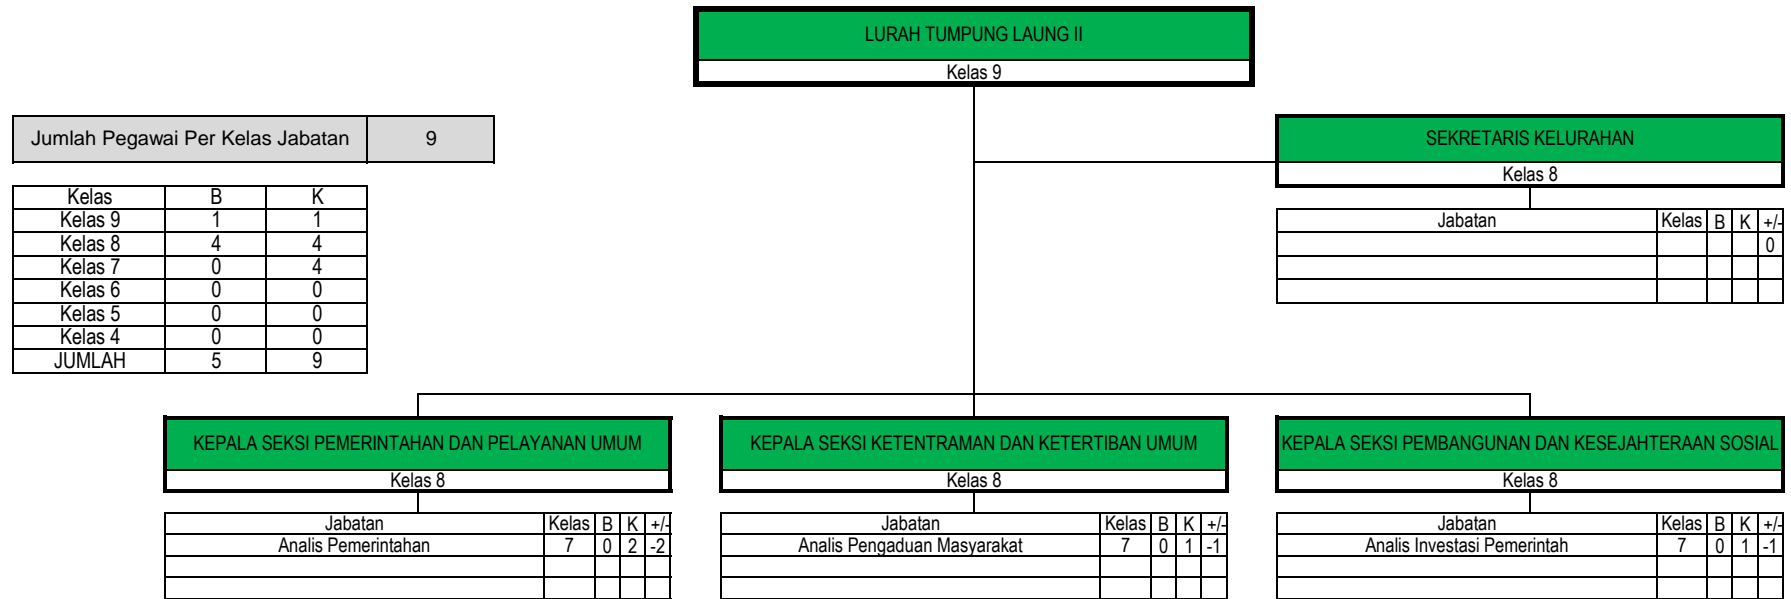 LURAH TUMPUNG LAUNG II
Kelas 9
Jumlah Pegawai Per Kelas Jabatan 9
Kelas B K
Kelas 9 1 1
Kelas 8 4 4
Kelas 7 0 4
Kelas 6 0 0
Kelas 5 0 0
Kelas 4 0 0
JUMLAH 5 9
SEKRETARIS KELURAHAN
Kelas 8
Jabatan Kelas B K +/-
0
KEPALA SEKSI PEMERINTAHAN DAN PELAYANAN UMUM
Kelas 8
Jabatan Kelas B K +/-
Analis Pemerintahan 7 0 2 -2
KEPALA SEKSI KETENTRAMAN DAN KETERTIBAN UMUM
Kelas 8
Jabatan Kelas B K +/-
Analis Pengaduan Masyarakat 7 0 1 -1
KEPALA SEKSI PEMBANGUNAN DAN KESEJAHTERAAN SOSIAL
Kelas 8
Jabatan Kelas B K +/-
Analis Investasi Pemerintah 7 0 1 -1